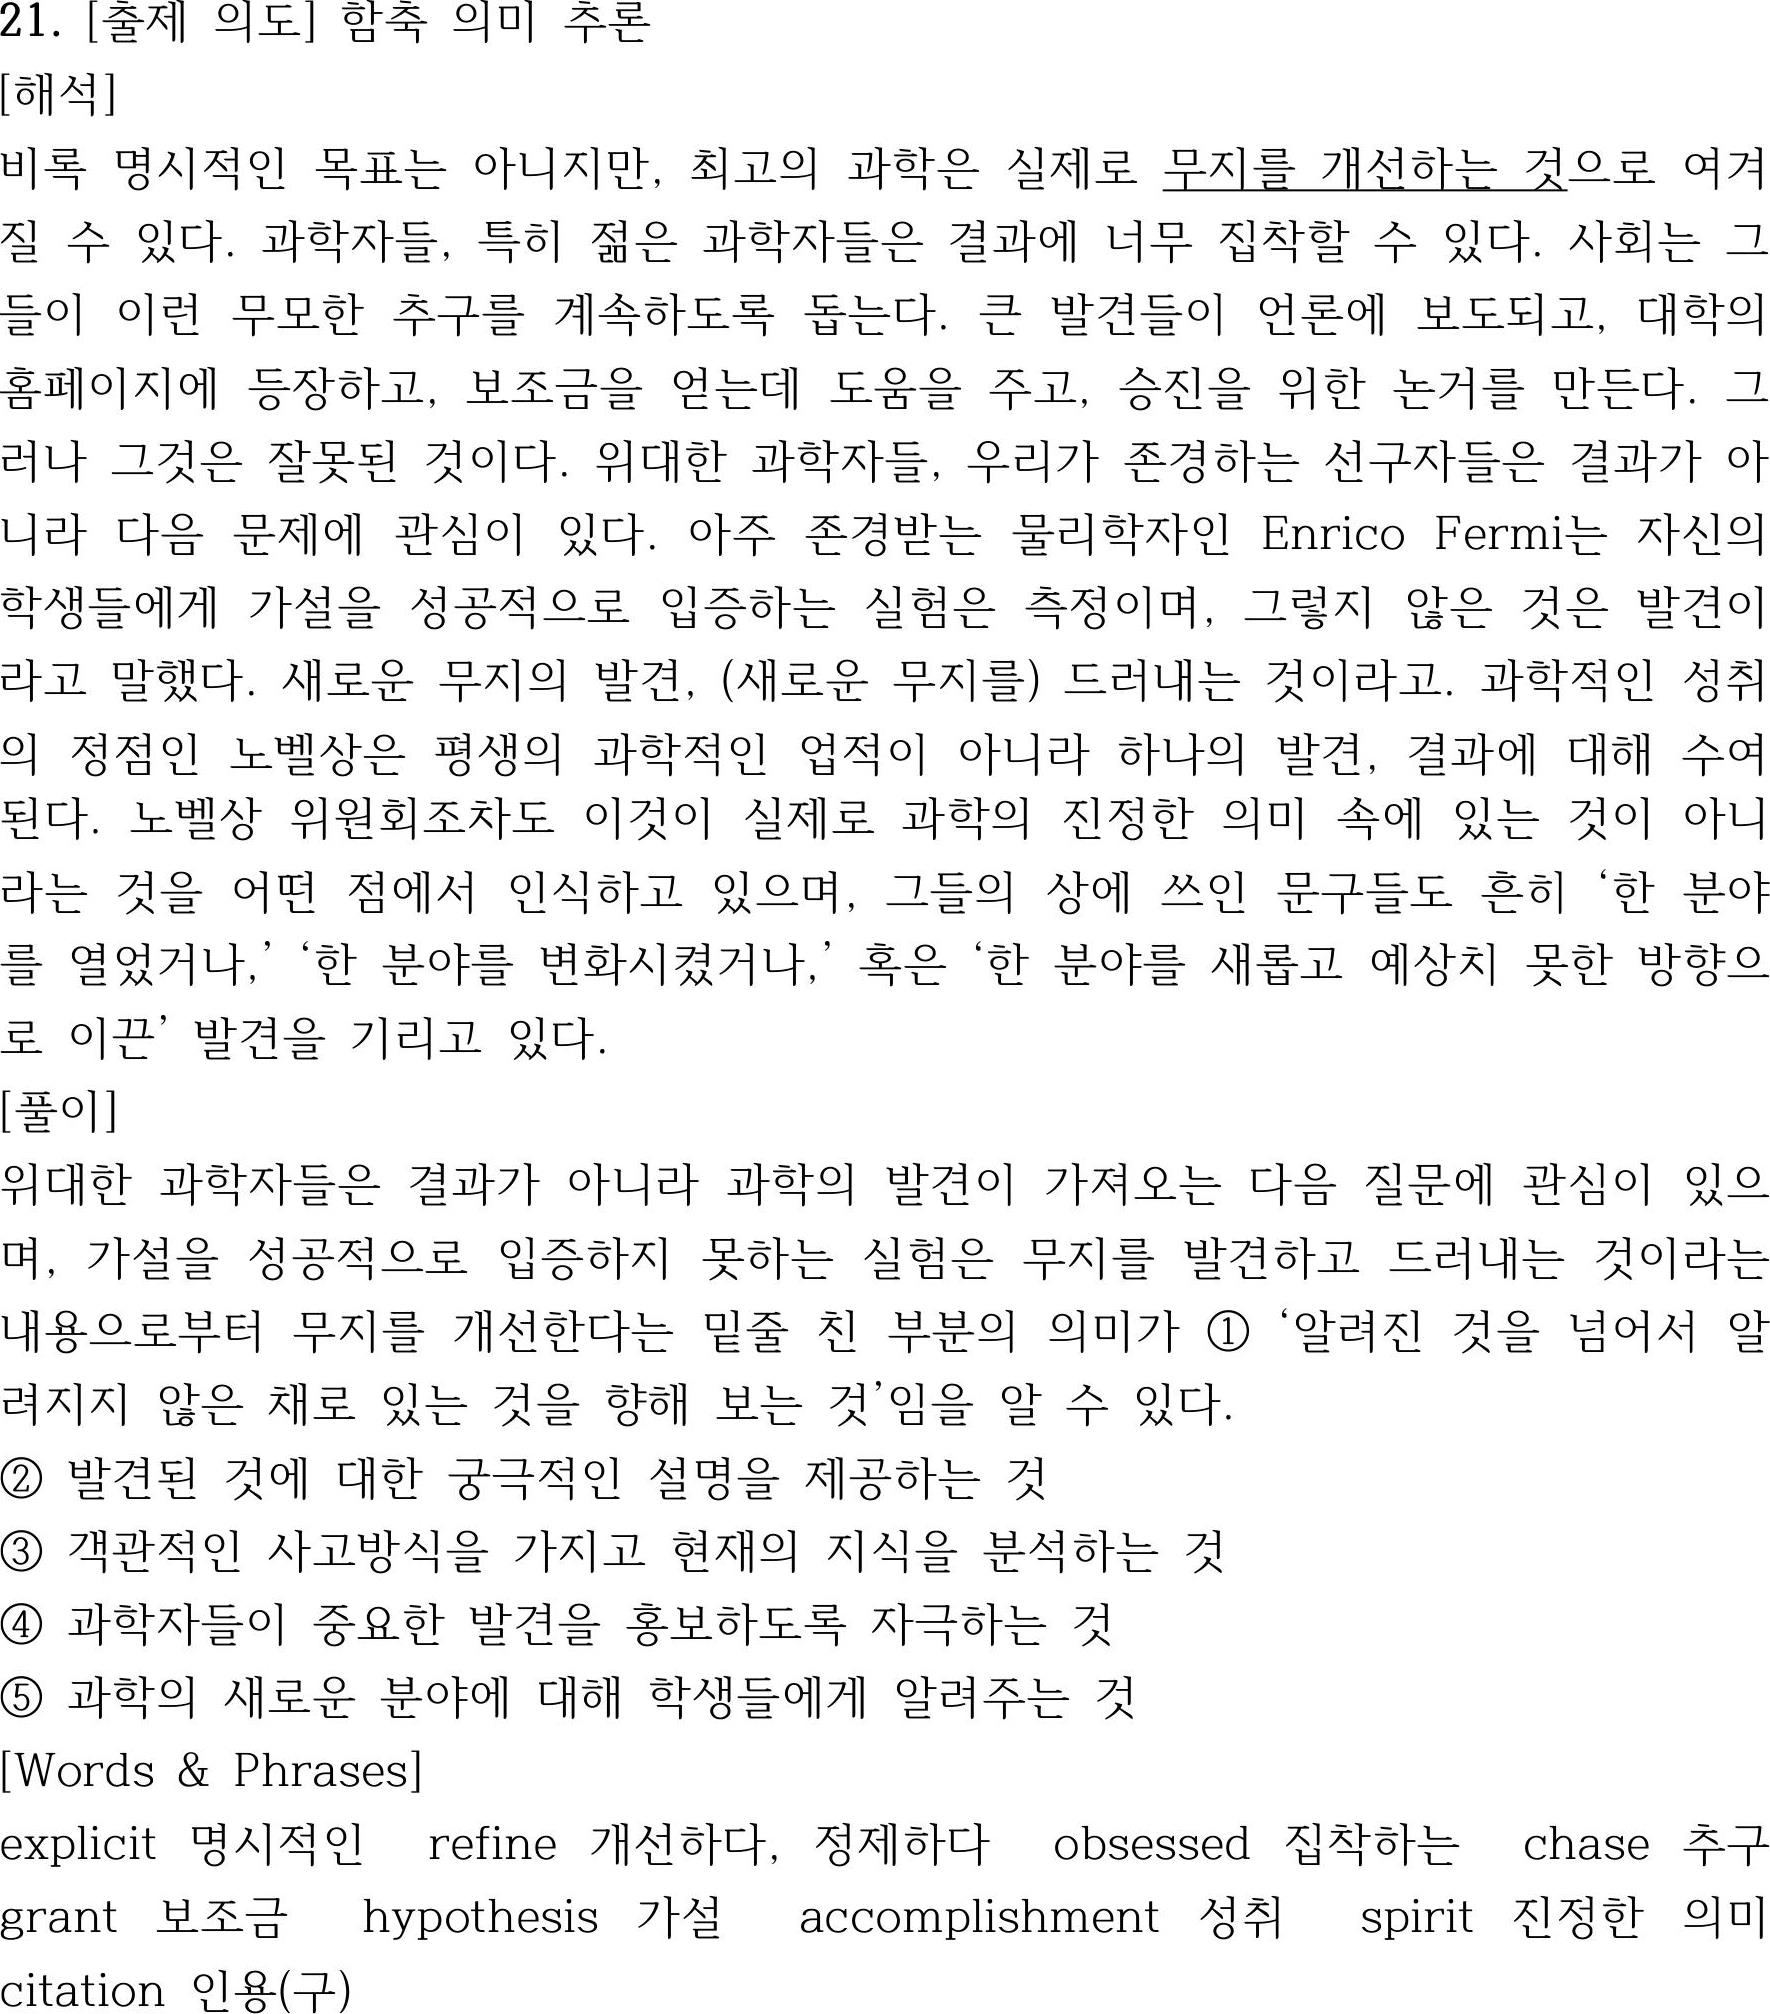 21. [출제 의도] 함축 의미 추론
[해석]
비록 명시적인 목표는 아니지만, 최고의 과학은 실제로 무지를 개선하는 것으로 여겨
질 수 있다. 과학자들, 특히 젊은 과학자들은 결과에 너무 집착할 수 있다. 사회는 그
들이 이런 무모한 추구를 계속하도록 돕는다. 큰 발견들이 언론에 보도되고, 대학의
홈페이지에 등장하고, 보조금을 얻는데 도움을 주고, 승진을 위한 논거를 만든다. 그
러나 그것은 잘못된 것이다. 위대한 과학자들, 우리가 존경하는 선구자들은 결과가 아
니라 다음 문제에 관심이 있다. 아주 존경받는 물리학자인 Enrico Fermi는 자신의
학생들에게 가설을 성공적으로 입증하는 실험은 측정이며, 그렇지 않은 것은 발견이
라고 말했다. 새로운 무지의 발견, (새로운 무지를) 드러내는 것이라고. 과학적인 성취
의 정점인 노벨상은 평생의 과학적인 업적이 아니라 하나의 발견, 결과에 대해 수여
된다. 노벨상 위원회조차도 이것이 실제로 과학의 진정한 의미 속에 있는 것이 아니
라는 것을 어떤 점에서 인식하고 있으며, 그들의 상에 쓰인 문구들도 흔히 ‘한 분야
를 열었거나,’ ‘한 분야를 변화시켰거나,’ 혹은 ‘한 분야를 새롭고 예상치 못한 방향으
로 이끈’ 발견을 기리고 있다.
[풀이]
위대한 과학자들은 결과가 아니라 과학의 발견이 가져오는 다음 질문에 관심이 있으
며, 가설을 성공적으로 입증하지 못하는 실험은 무지를 발견하고 드러내는 것이라는
내용으로부터 무지를 개선한다는 밑줄 친 부분의 의미가 ① ‘알려진 것을 넘어서 알
려지지 않은 채로 있는 것을 향해 보는 것’임을 알 수 있다.
② 발견된 것에 대한 궁극적인 설명을 제공하는 것
③ 객관적인 사고방식을 가지고 현재의 지식을 분석하는 것
④ 과학자들이 중요한 발견을 홍보하도록 자극하는 것
⑤ 과학의 새로운 분야에 대해 학생들에게 알려주는 것
[Words & Phrases]
explicit 명시적인 refine 개선하다, 정제하다 obsessed 집착하는 chase 추구
grant 보조금 hypothesis 가설 accomplishment 성취 spirit 진정한 의미
citation 인용(구)